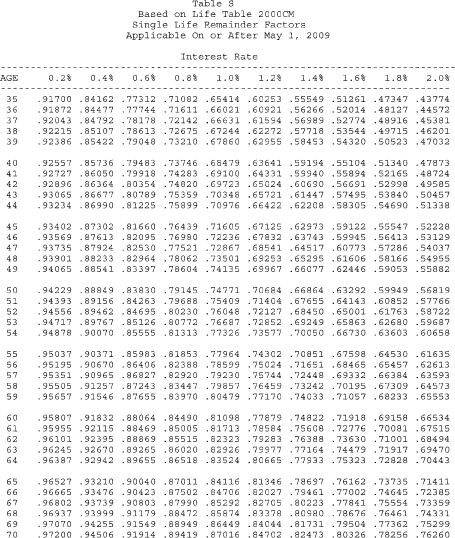 Table S
Based on Life Table 2000CM
Single Life Remainder Factors
Applicable On or After May 1, 2009
Interest Rate
AGE 0.2% 0.4% 0.6% 0.8% 1.0% 1.2% 1.4% 1.6% 1.8% 2.0%
35 .91700 .84162 .77312 .71082 .65414 .60253 .55549 .51261 .47347 .43774
36 .91872 .84477 .77744 .71611 .66021 .60921 .56266 .52014 .48127 .44572
37 .92043 .84792 .78178 .72142 .66631 .61594 .56989 .52774 .48916 .45381
38 .92215 .85107 .78613 .72675 .67244 .62272 .57718 .53544 .49715 .46201
39 .92386 .85422 .79048 .73210 .67860 .62955 .58453 .54320 .50523 .47032
40 .92557 .85736 .79483 .73746 .68479 .63641 .59194 .55104 .51340 .47873
41 .92727 .86050 .79918 .74283 .69100 .64331 .59940 .55894 .52165 .48724
42 .92896 .86364 .80354 .74820 .69723 .65024 .60690 .56691 .52998 .49585
43 .93065 .86677 .80789 .75359 .70348 .65721 .61447 .57495 .53840 .50457
44 .93234 .86990 .81225 .75899 .70976 .66422 .62208 .58305 .54690 .51338
45 .93402 .87302 .81660 .76439 .71605 .67125 .62973 .59122 .55547 .52228
46 .93569 .87613 .82095 .76980 .72236 .67832 .63743 .59945 .56413 .53129
47 .93735 .87924 .82530 .77521 .72867 .68541 .64517 .60773 .57286 .54037
48 .93901 .88233 .82964 .78062 .73501 .69253 .65295 .61606 .58166 .54955
49 .94065 .88541 .83397 .78604 .74135 .69967 .66077 .62446 .59053 .55882
50 .94229 .88849 .83830 .79145 .74771 .70684 .66864 .63292 .59949 .56819
51 .94393 .89156 .84263 .79688 .75409 .71404 .67655 .64143 .60852 .57766
52 .94556 .89462 .84695 .80230 .76048 .72127 .68450 .65001 .61763 .58722
53 .94717 .89767 .85126 .80772 .76687 .72852 .69249 .65863 .62680 .59687
54 .94878 .90070 .85555 .81313 .77326 .73577 .70050 .66730 .63603 .60658
55 .95037 .90371 .85983 .81853 .77964 .74302 .70851 .67598 .64530 .61635
56 .95195 .90670 .86406 .82388 .78599 .75024 .71651 .68465 .65457 .62613
57 .95351 .90965 .86827 .82920 .79230 .75744 .72448 .69332 .66384 .63593
58 .95505 .91257 .87243 .83447 .79857 .76459 .73242 .70195 .67309 .64573
59 .95657 .91546 .87655 .83970 .80479 .77170 .74033 .71057 .68233 .65553
60 .95807 .91832 .88064 .84490 .81098 .77879 .74822 .71918 .69158 .66534
61 .95955 .92115 .88469 .85005 .81713 .78584 .75608 .72776 .70081 .67515
62 .96101 .92395 .88869 .85515 .82323 .79283 .76388 .73630 .71001 .68494
63 .96245 .92670 .89265 .86020 .82926 .79977 .77164 .74479 .71917 .69470
64 .96387 .92942 .89655 .86518 .83524 .80665 .77933 .75323 .72828 .70443
65 .96527 .93210 .90040 .87011 .84116 .81346 .78697 .76162 .73735 .71411
66 .96665 .93476 .90423 .87502 .84706 .82027 .79461 .77002 .74645 .72385
67 .96802 .93739 .90803 .87990 .85292 .82705 .80223 .77841 .75554 .73359
68 .96937 .93999 .91179 .88472 .85874 .83378 .80980 .78676 .76461 .74331
69 .97070 .94255 .91549 .88949 .86449 .84044 .81731 .79504 .77362 .75299
70 .97200 .94506 .91914 .89419 .87016 .84702 .82473 .80326 .78256 .76260